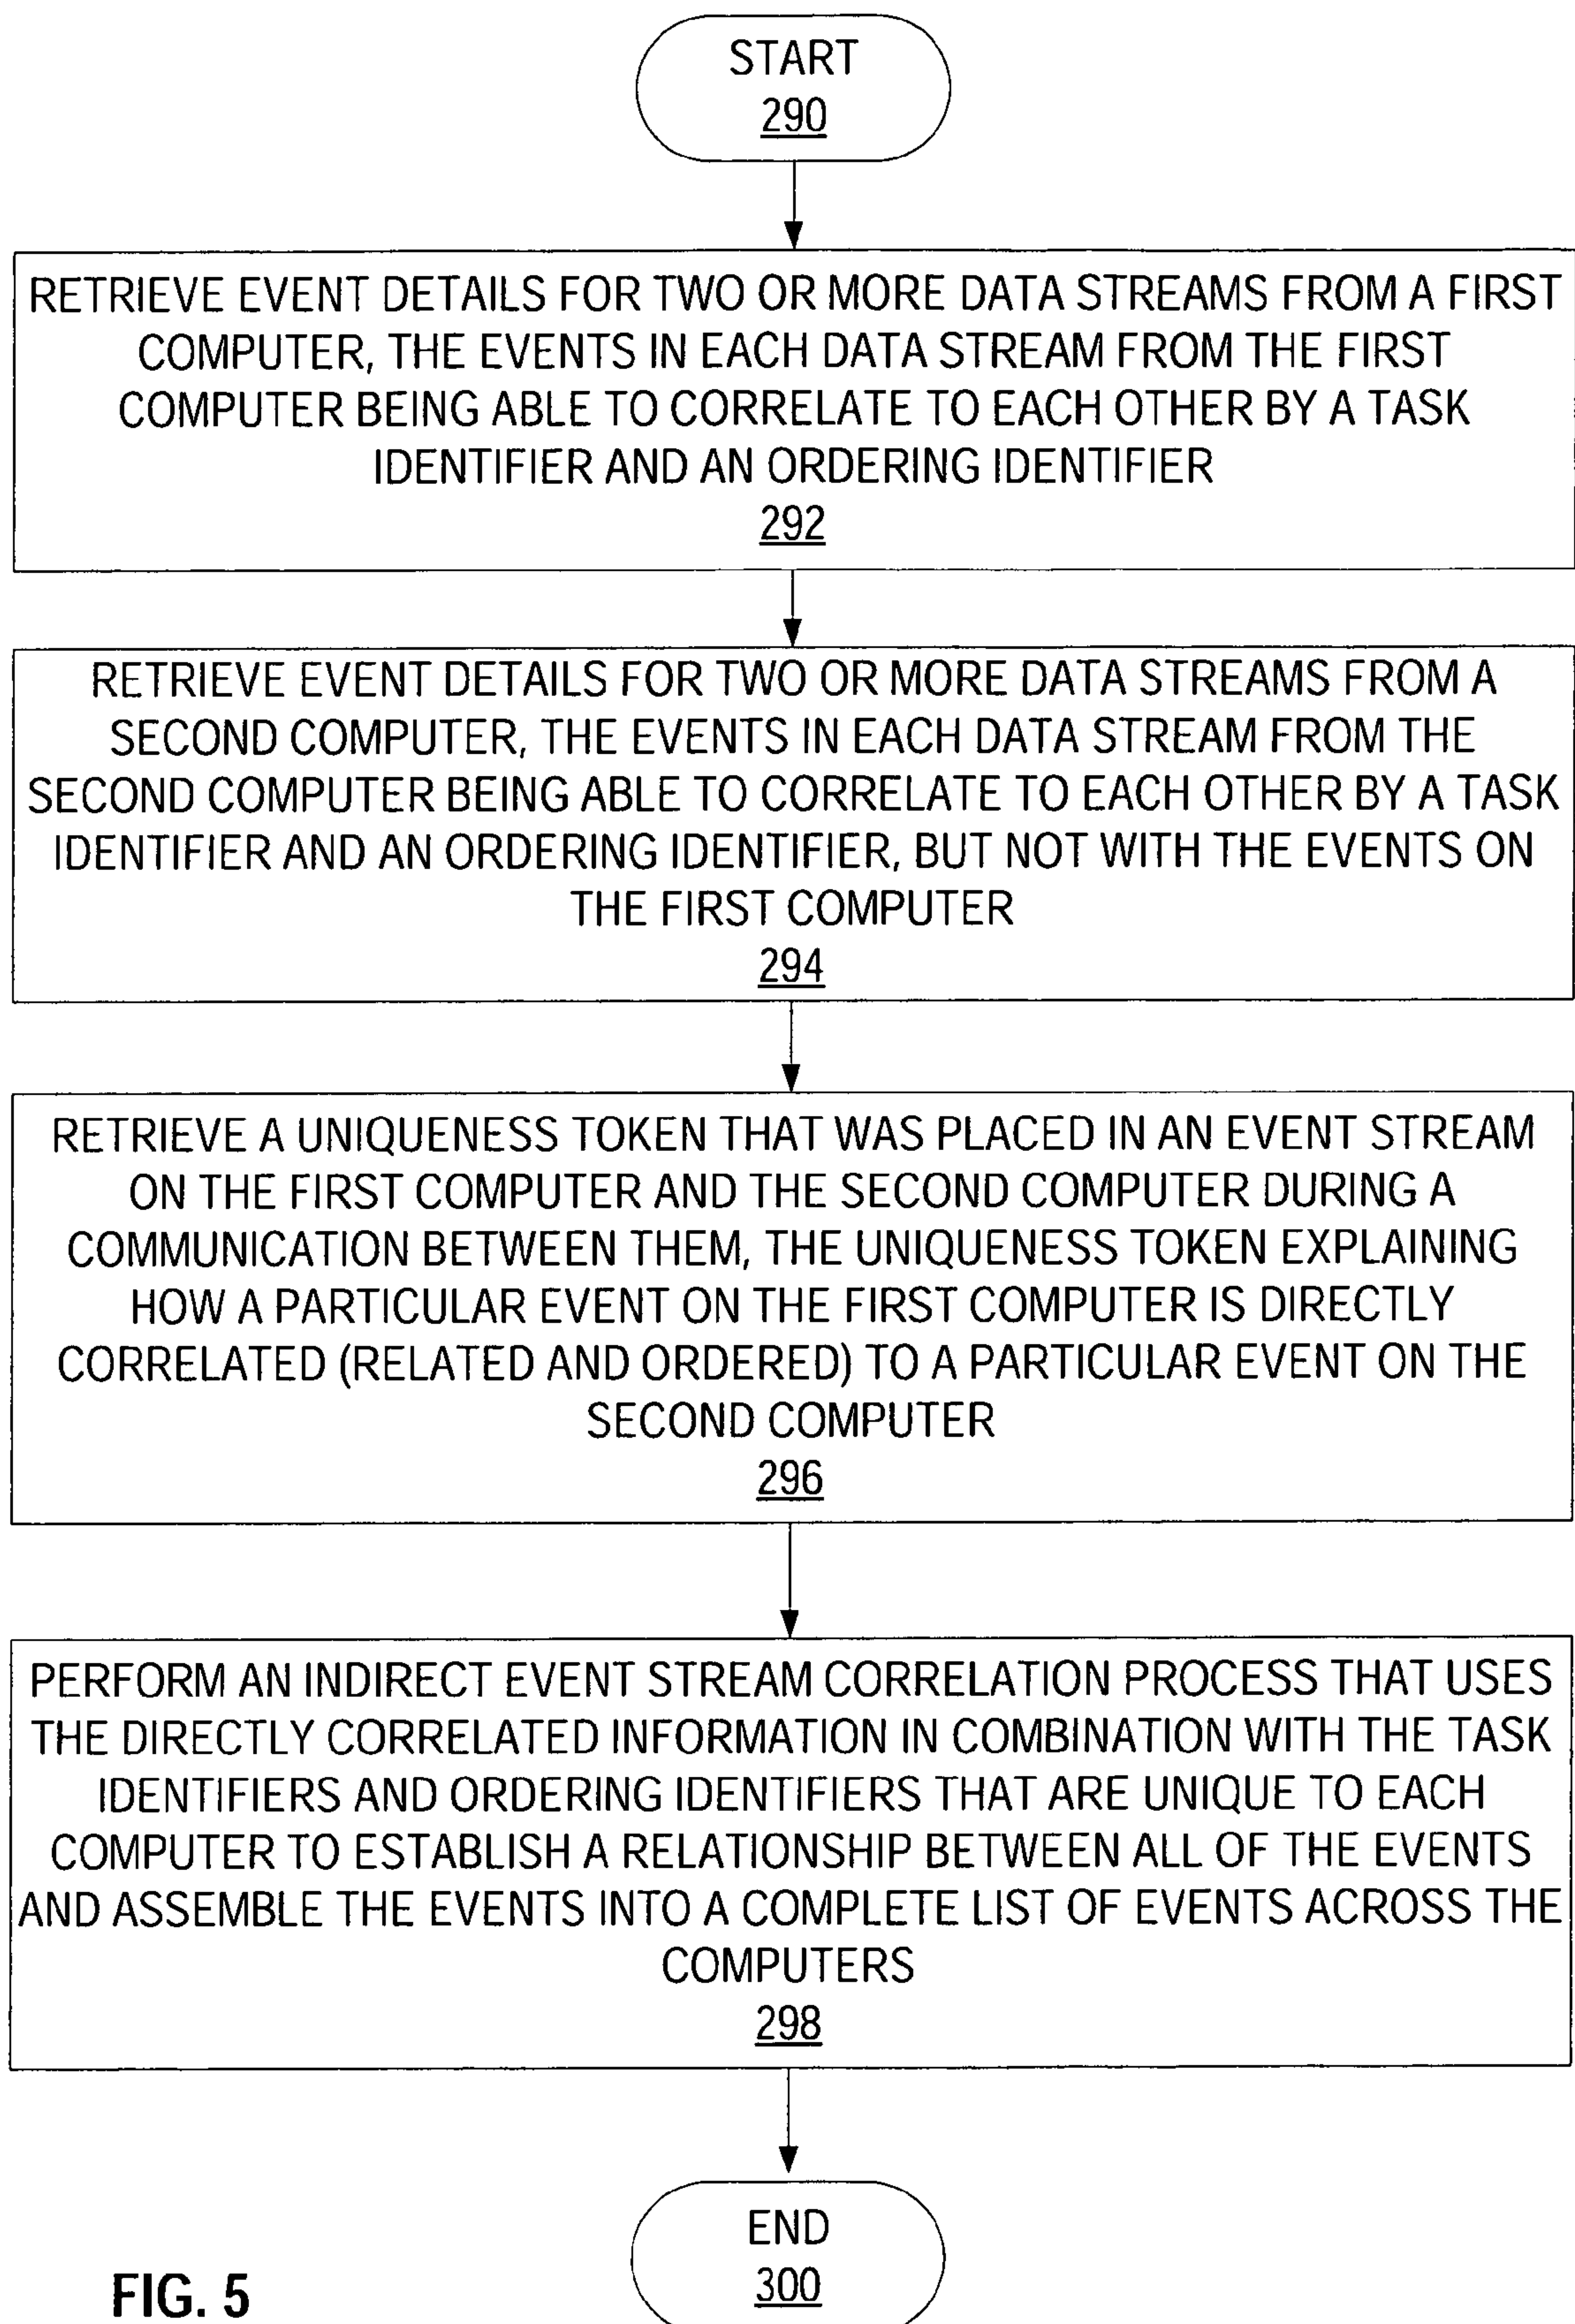 START
290
RETRIEVE EVENT DETAILS FOR TWO OR MORE DATA STREAMS FROM A FIRST
COMPUTER, THE EVENTS IN EACH DATA STREAM FROM THE FIRST
COMPUTER BEING ABLE TO CORRELATE TO EACH OTHER BY A TASK
IDENTIFIER AND AN ORDERING IDENTIFIER
292
RETRIEVE EVENT DETAILS FOR TWO OR MORE DATA STREAMS FROM A
SECOND COMPUTER, THE EVENTS IN EACH DATA STREAM FROM THE
SECOND COMPUTER BEING ABLE TO CORRELATE TO EACH OTHER BY A TASK
IDENTIFIER AND AN ORDERING IDENTIFIER, BUT NOT WITH THE EVENTS ON
THE FIRST COMPUTER
294
RETRIEVE A UNIQUENESS TOKEN THAT WAS PLACED IN AN EVENT STREAM
ON THE FIRST COMPUTER AND THE SECOND COMPUTER DURING A
COMMUNICATION BETWEEN THEM, THE UNIQUENESS TOKEN EXPLAINING
HOW A PARTICULAR EVENT ON THE FIRST COMPUTER IS DIRECTLY
CORRELATED (RELATED AND ORDERED) TO A PARTICULAR EVENT ON THE
SECOND COMPUTER
296
PERFORM AN INDIRECT EVENT STREAM CORRELATION PROCESS THAT USES
THE DIRECTLY CORRELATED INFORMATION IN COMBINATION WITH THE TASK
IDENTIFIERS AND ORDERING IDENTIFIERS THAT ARE UNIQUE TO EACH
COMPUTER TO ESTABLISH A RELATIONSHIP BETWEEN ALL OF THE EVENTS
AND ASSEMBLE THE EVENTS INTO A COMPLETE LIST OF EVENTS ACROSS THE
COMPUTERS
298
END
300
FIG. 5